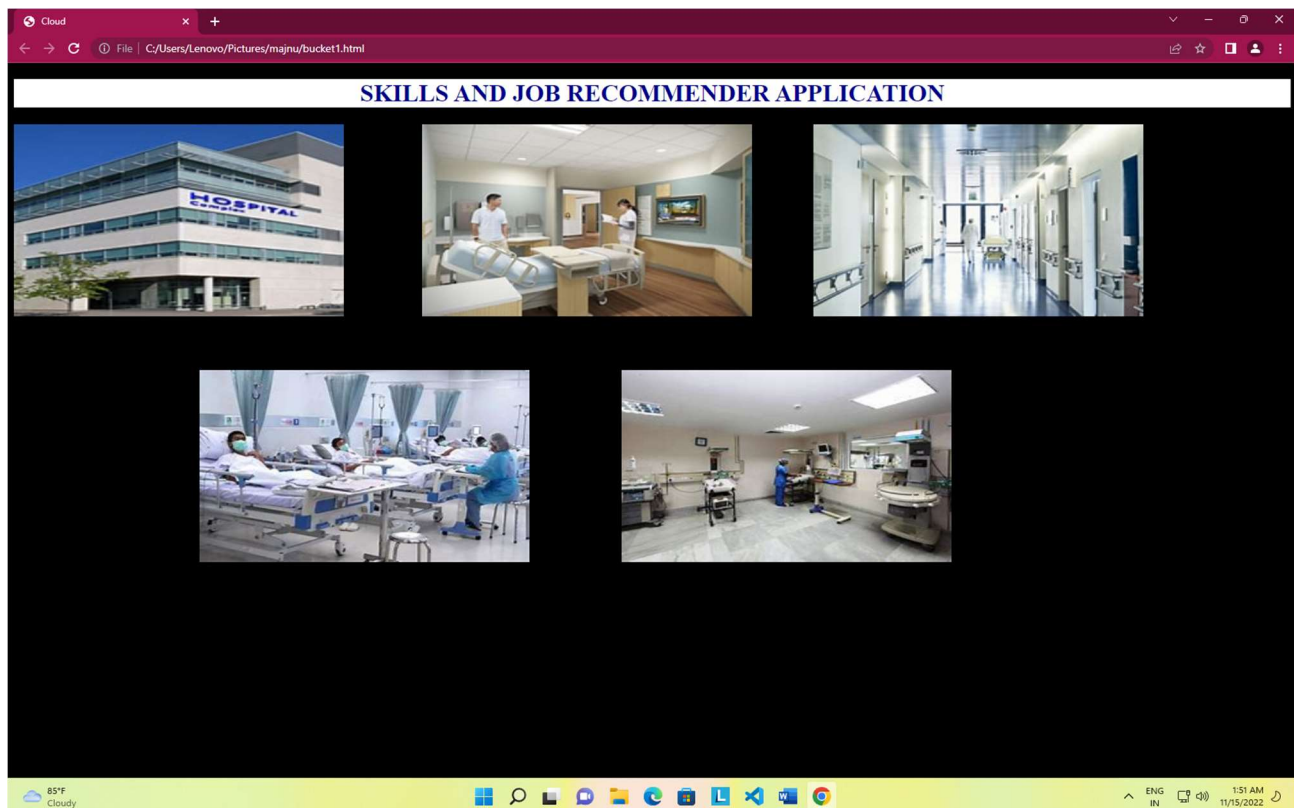 Cloud
File
C:/Users/Lenovo/Pictures/majnu/bucket1.html
SKILLS AND JOB RECOMMENDER APPLICATION
HOSPITAL
Complex
85°F
Cloudy
L
W
ENG
IN
1:51 AM
11/15/2022